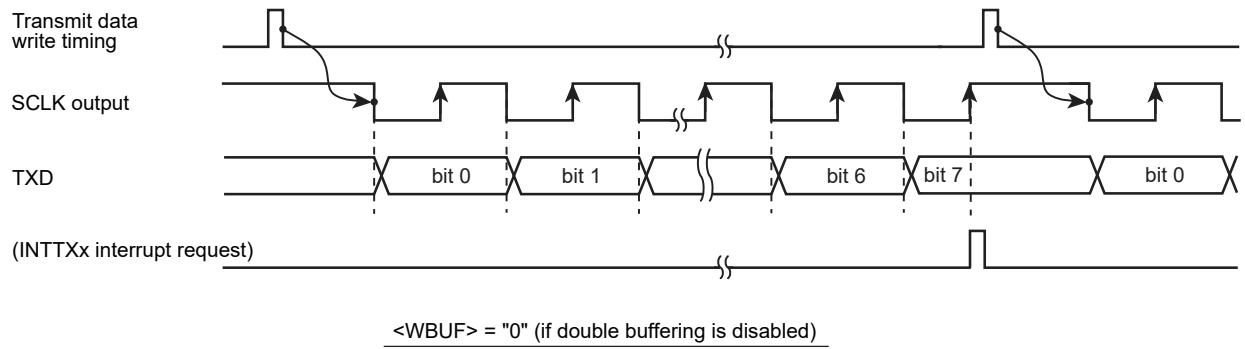 Transmit data
write timing
SCLK output
TXD
bit 0
bit 1
bit 6
bit 7
bit 0
(INTTXx interrupt request)
<WBUF> = "0" (if double buffering is disabled)